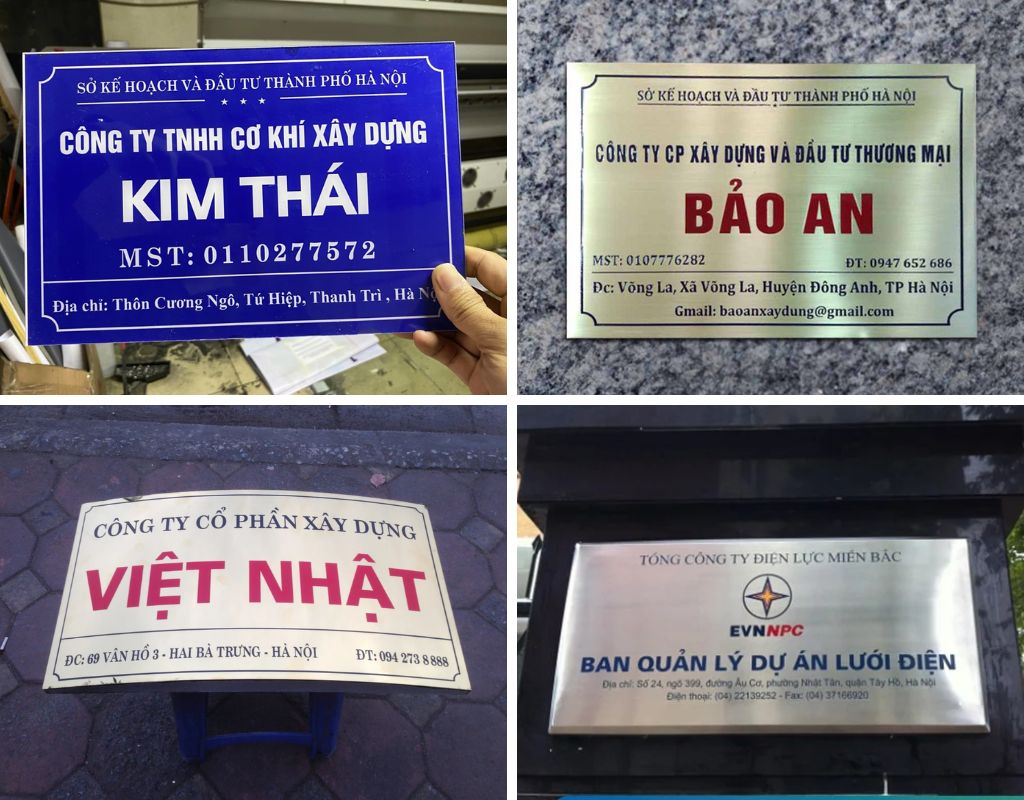 SỞ KẾ HOẠCH VÀ ĐẦU TƯ THÀNH PHỐ HÀ NỘI
CÔNG TY TNHH CƠ KHÍ XÂY DỰNG
KIM THÁI
MST: 0110277572
Địa chỉ: Thôn Cương Ngô, Tứ Hiệp, Thanh Trì , Hà
SỞ KẾ HOẠCH VÀ ĐẦU TƯ THÀNH PHỐ HÀ NỘI
CÔNG TY CP XÂY DỰNG VÀ ĐẦU TƯ THƯƠNG MẠI
BẢO AN
MST: 0107776282 ĐT: 0947 652 686
Đc: Võng La, Xã Võng La, Huyện Đông Anh, TP Hà Nội
Gmail: baoanxaydung@gmail.com
CÔNG TY CỔ PHẦN XÂY DỰNG
VIỆT NHẬT
ĐC: 69 VÂN HỒ 3 - HAI BÀ TRƯNG - HÀ NỘI ĐT: 094 273 8 888
TỔNG CÔNG TY ĐIỆN LỰC MIỀN BẮC
EVNNPC
BAN QUẢN LÝ DỰ ÁN LƯỚI ĐIỆN
Địa chỉ: Số 24, ngõ 399, đường Âu Cơ, phường Nhật Tân, quận Tây Hồ, Hà Nội
Điện thoại: (04) 22139252 - Fax: (04) 37166920